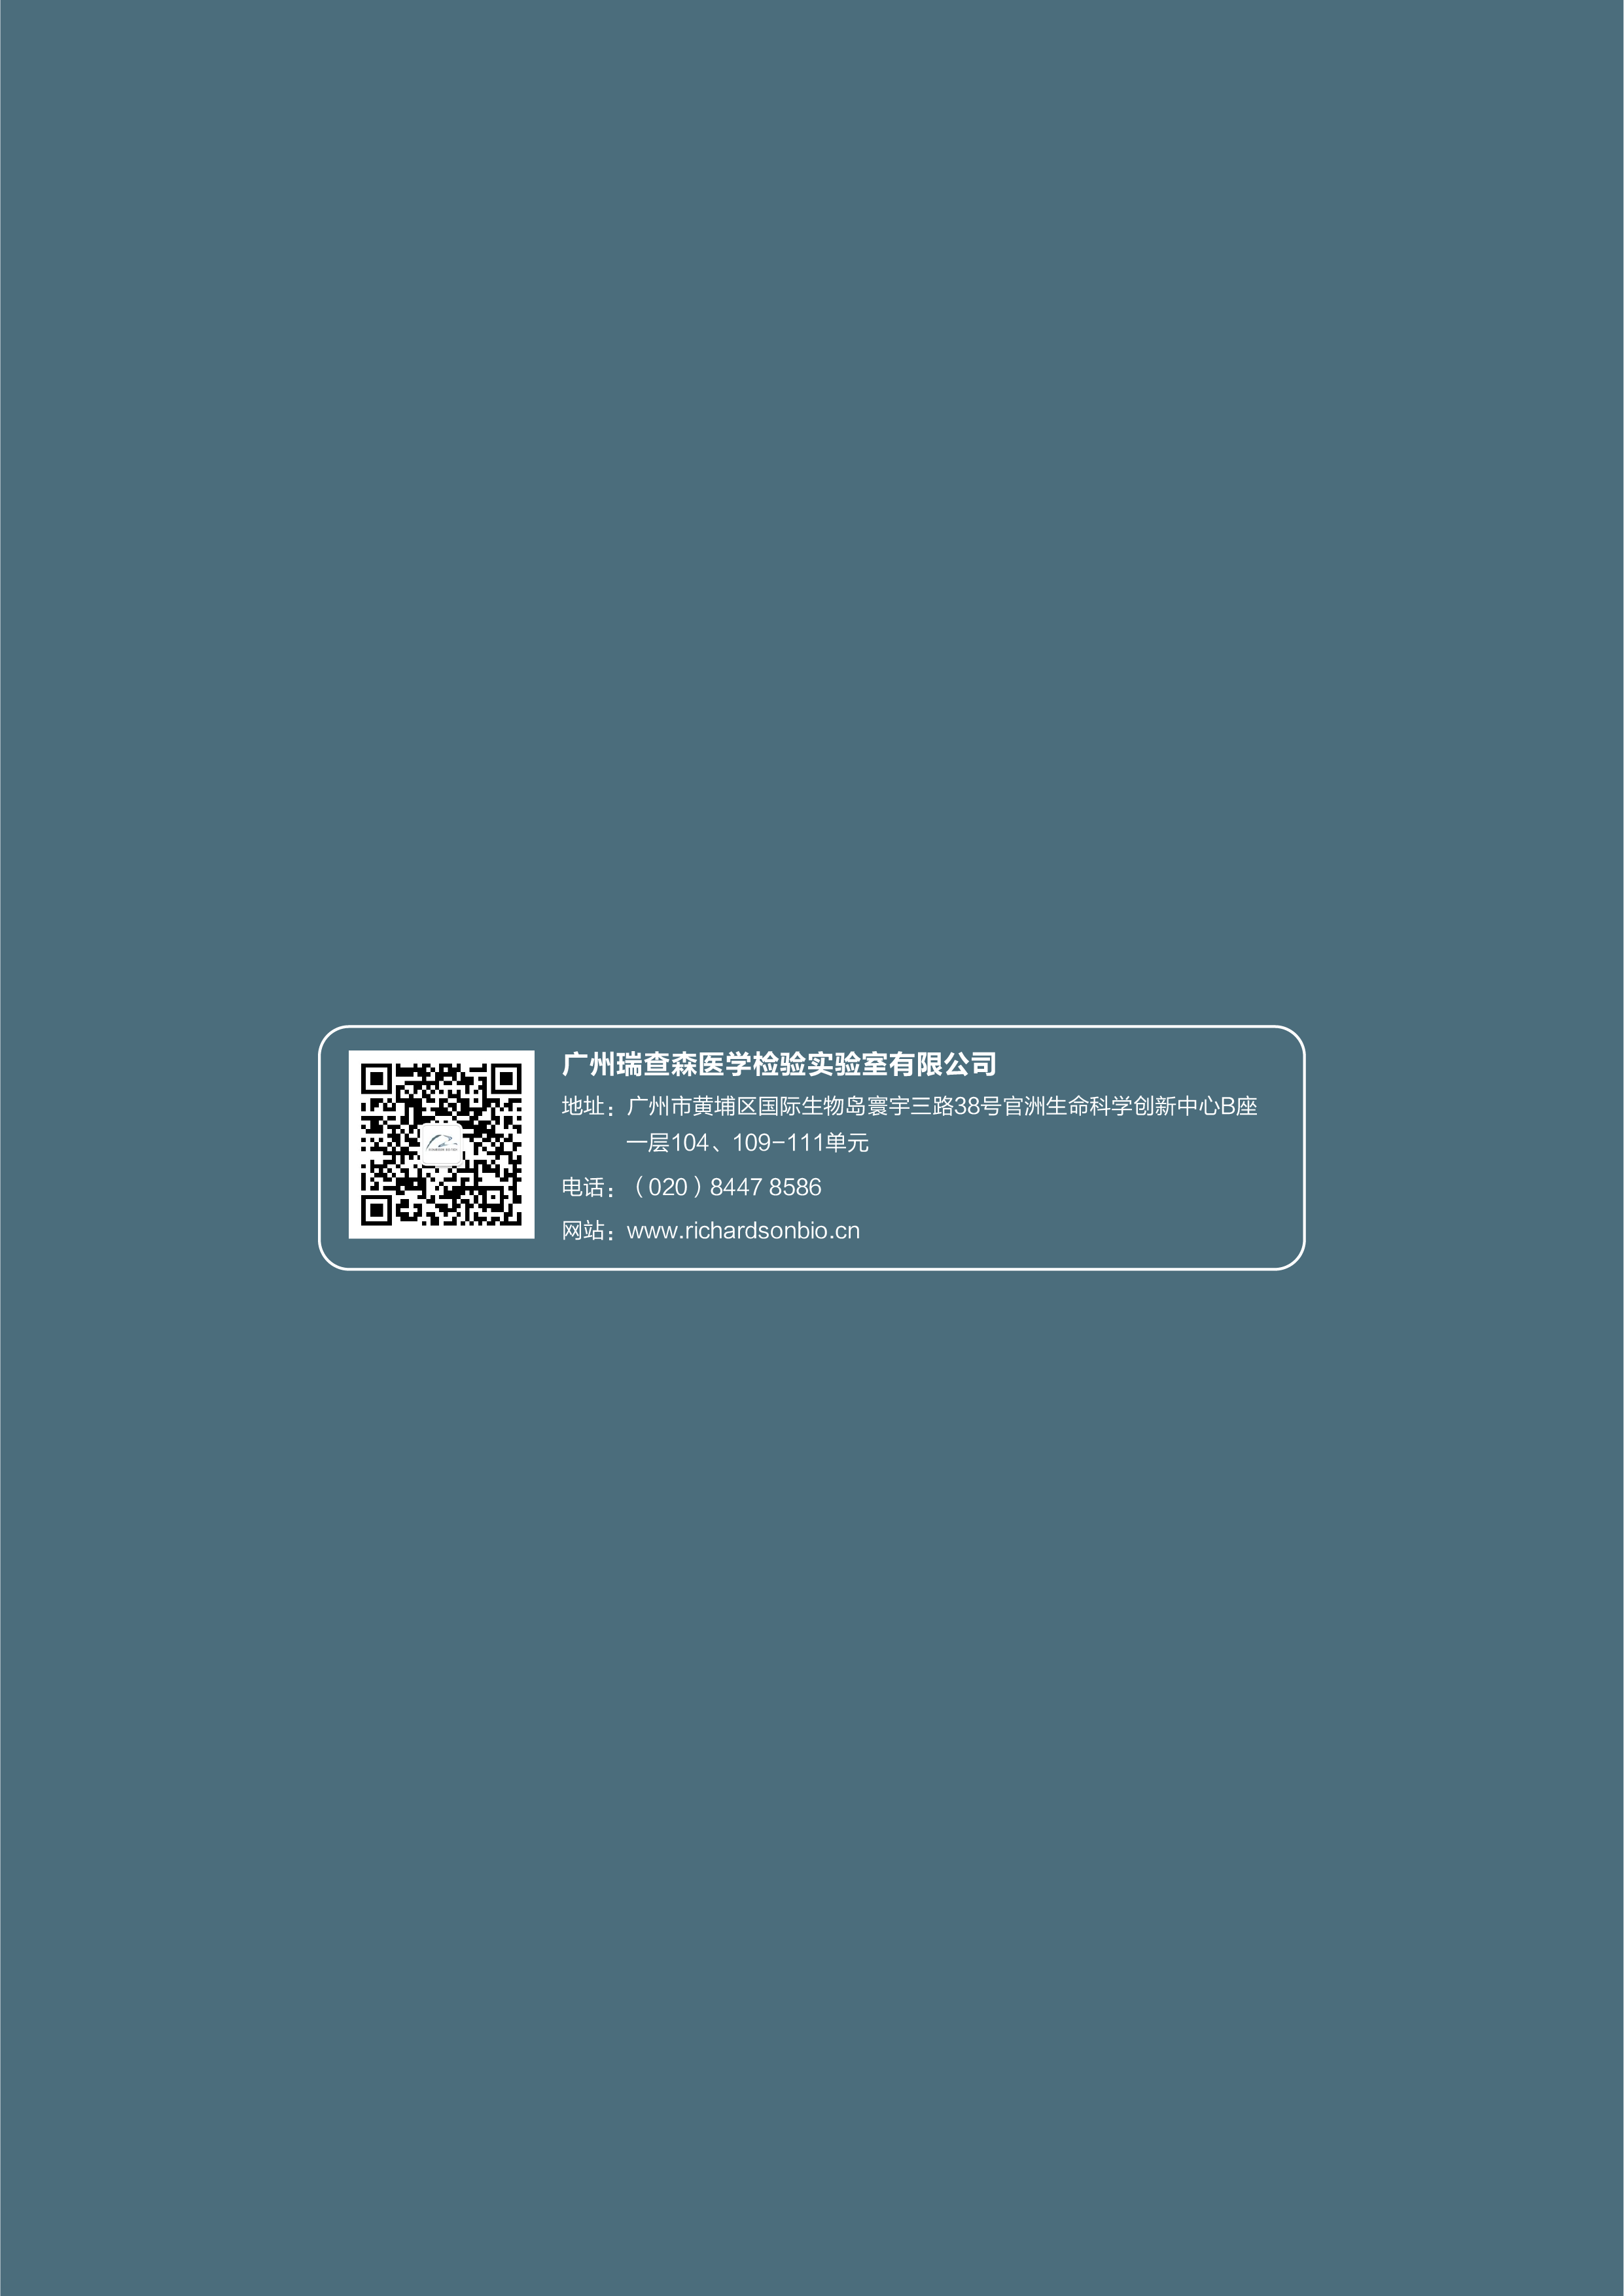 广州瑞查森医学检验实验室有限公司
地址：广州市黄埔区国际生物岛寰宇三路38号官洲生命科学创新中心B座
一层104、109-111单元
电话：（020）8447 8586
网站：www.richardsonbio.cn